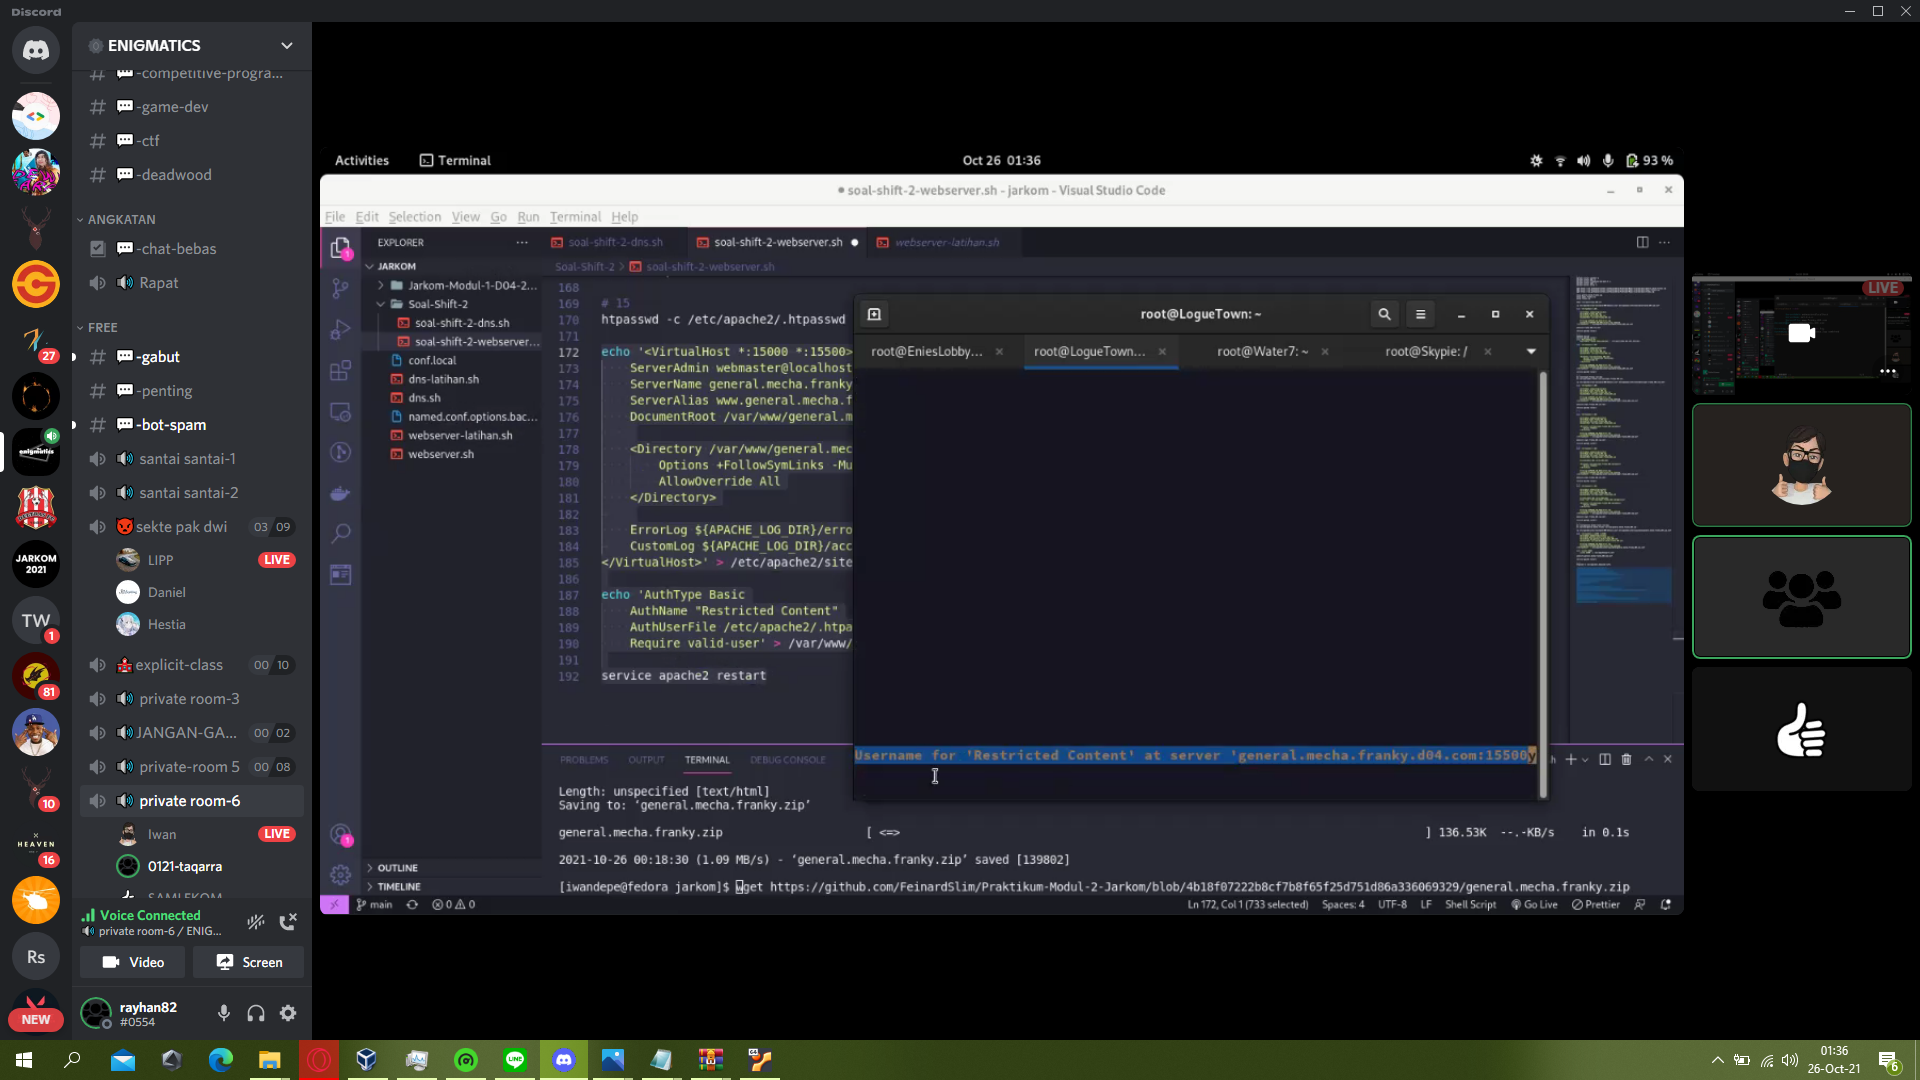 Discord
ENIGMATICS
-competitive-progra...
-game-dev
-ctf
-deadwood
ANGKATAN
-chat-bebas
Rapat
FREE
-gabut
-penting
-bot-spam
santai santai-1
santai santai-2
sekte pak dwi 03 09
LIPP LIVE
Daniel
Hestia
explicit-class 00 10
private room-3
JANGAN-GA... 00 02
private-room 5 00 08
private room-6
Iwan LIVE
0121-taqarra
Voice Connected
private room-6 / ENIG...
Video Screen
rayhan82
#0554
27
enigmatics
JARKOM
2021
TW
1
81
10
HEAVEN
16
Rs
NEW
Activities Terminal Oct 26 01:36 93 %
● soal-shift-2-webserver.sh - jarkom - Visual Studio Code
File Edit Selection View Go Run Terminal Help
EXPLORER ···
JARKOM
Jarkom-Modul-1-D04-2...
Soal-Shift-2
soal-shift-2-dns.sh
soal-shift-2-webserver...
conf.local
dns-latihan.sh
dns.sh
named.conf.options.bac...
webserver-latihan.sh
webserver.sh
OUTLINE
TIMELINE
soal-shift-2-dns.sh soal-shift-2-webserver.sh ● webserver-latihan.sh
Soal-Shift-2 > soal-shift-2-webserver.sh
168
169 # 15
170 htpasswd -c /etc/apache2/.htpasswd
172 echo '<VirtualHost *:15000 *:15500>
173 ServerAdmin webmaster@localhost
174 ServerName general.mecha.franky
175 ServerAlias www.general.mecha.f
176 DocumentRoot /var/www/general.m
177
178 <Directory /var/www/general.mec
179 Options +FollowSymLinks -Mu
180 AllowOverride All
181 </Directory>
182
183 ErrorLog ${APACHE_LOG_DIR}/erro
184 CustomLog ${APACHE_LOG_DIR}/acc
185 </VirtualHost>' > /etc/apache2/site
186
187 echo 'AuthType Basic
188 AuthName "Restricted Content"
189 AuthUserFile /etc/apache2/.htpa
190 Require valid-user' > /var/www/
191
192 service apache2 restart
root@LogueTown: ~
root@EniesLobby... root@LogueTown... root@Water7: ~ root@Skypie: /
Username for 'Restricted Content' at server 'general.mecha.franky.d04.com:15500y
PROBLEMS OUTPUT TERMINAL DEBUG CONSOLE
Length: unspecified [text/html]
Saving to: ‘general.mecha.franky.zip’
general.mecha.franky.zip [ <=> ] 136.53K --.-KB/s in 0.1s
2021-10-26 00:18:30 (1.09 MB/s) - ‘general.mecha.franky.zip’ saved [139802]
[iwandepe@fedora jarkom]$ wget https://github.com/FeinardSlim/Praktikum-Modul-2-Jarkom/blob/4b18f07222b8cf7b8f65f25d751d86a336069329/general.mecha.franky.zip
main 0 0 Ln 172, Col 1 (733 selected) Spaces: 4 UTF-8 LF Shell Script Go Live Prettier
LIVE
01:36
26-Oct-21
6